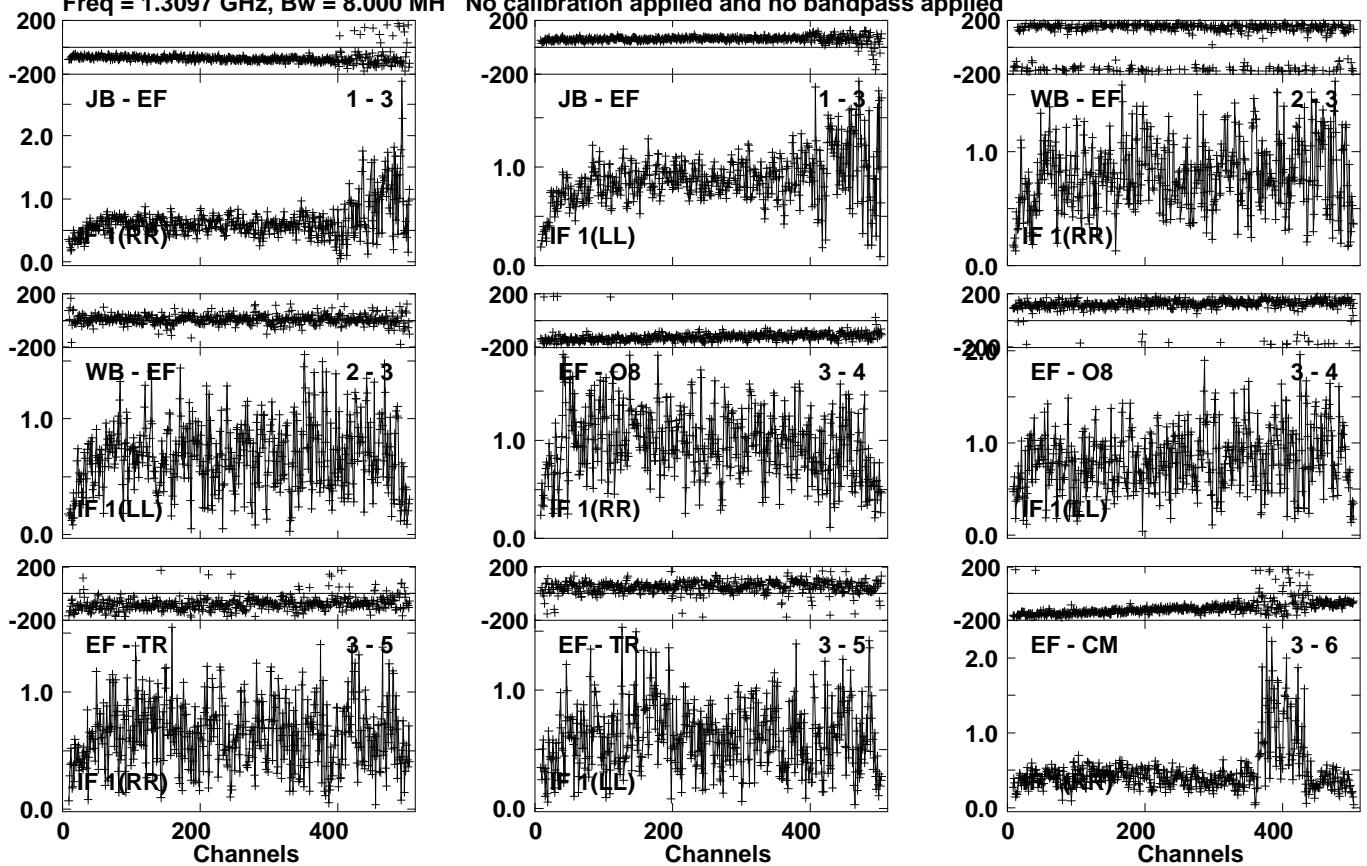 Freq = 1.3097 GHz, Bw = 8.000 MH No calibration applied and no bandpass applied
200
-200
JB - EF 1 - 3
2.0
1.0
0.0
IF 1(RR)
200
-200
JB - EF 1 - 3
1.0
0.0
IF 1(LL)
200
-200
WB - EF 2 - 3
1.0
0.0
IF 1(RR)
200
-200
WB - EF 2 - 3
1.0
0.0
IF 1(LL)
200
-200
EF - O8 3 - 4
1.0
0.0
IF 1(RR)
200
-200
2.0
EF - O8 3 - 4
1.0
0.0
IF 1(LL)
200
-200
EF - TR 3 - 5
1.0
0.0
IF 1(RR)
0 200 400
Channels
200
-200
EF - TR 3 - 5
1.0
0.0
IF 1(LL)
0 200 400
Channels
200
-200
EF - CM 3 - 6
2.0
1.0
0.0
IF 1(RR)
0 200 400
Channels